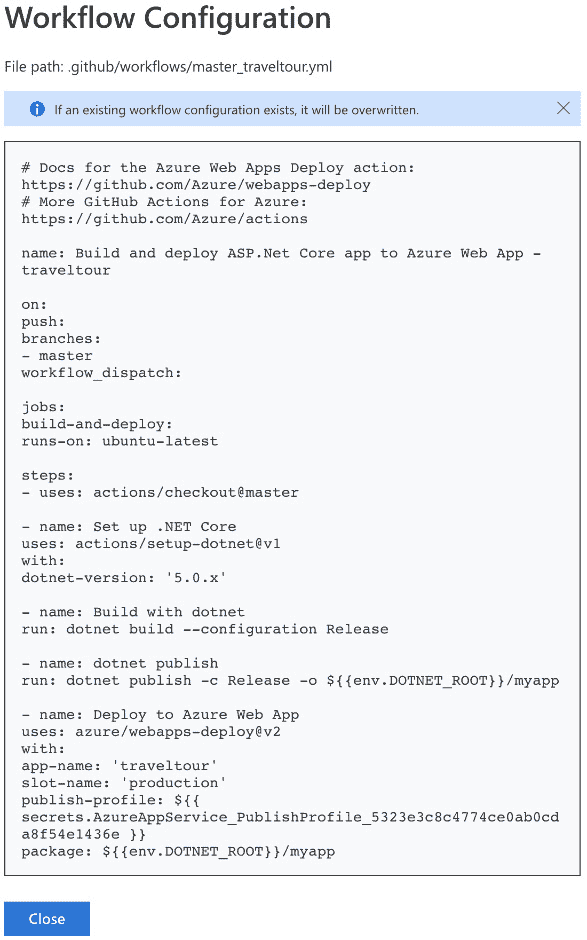 Workflow Configuration
File path: .github/workflows/master_traveltour.yml
If an existing workflow configuration exists, it will be overwritten.
# Docs for the Azure Web Apps Deploy action:
https://github.com/Azure/webapps-deploy
# More GitHub Actions for Azure:
https://github.com/Azure/actions
name: Build and deploy ASP.Net Core app to Azure Web App -
traveltour
on:
push:
branches:
- master
workflow_dispatch:
jobs:
build-and-deploy:
runs-on: ubuntu-latest
steps:
- uses: actions/checkout@master
- name: Set up .NET Core
uses: actions/setup-dotnet@v1
with:
dotnet-version: '5.0.x'
- name: Build with dotnet
run: dotnet build --configuration Release
- name: dotnet publish
run: dotnet publish -c Release -o ${{env.DOTNET_ROOT}}/myapp
- name: Deploy to Azure Web App
uses: azure/webapps-deploy@v2
with:
app-name: 'traveltour'
slot-name: 'production'
publish-profile: ${{
secrets.AzureAppService_PublishProfile_5323e3c8c4774ce0ab0cd
a8f54e1436e }}
package: ${{env.DOTNET_ROOT}}/myapp
Close